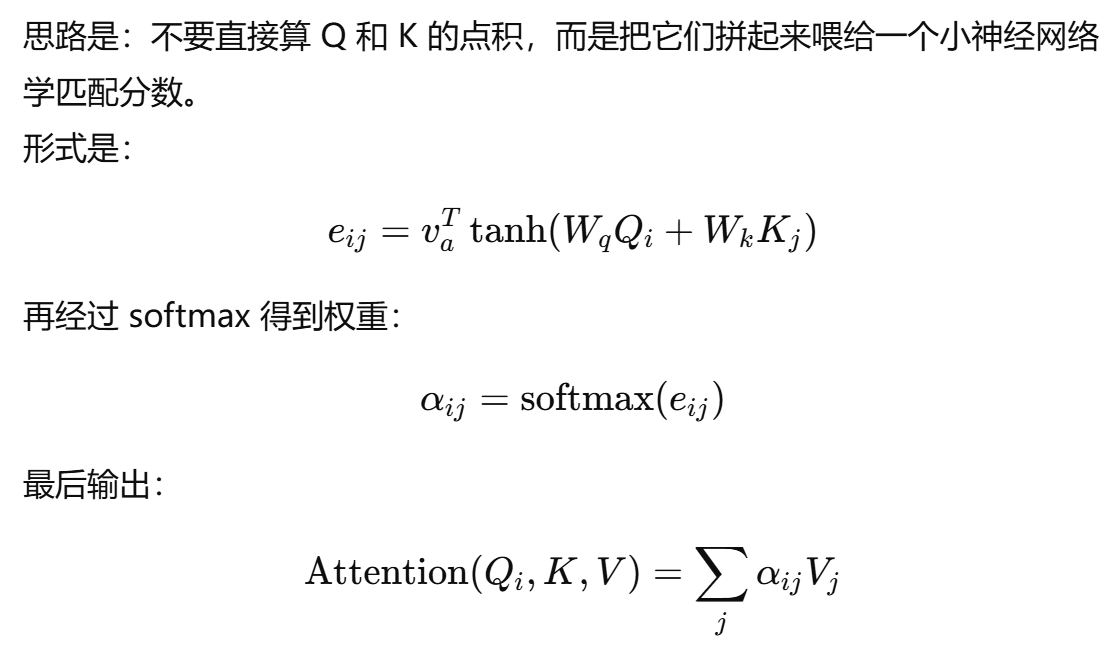 思路是：不要直接算 Q 和 K 的点积，而是把它们拼起来喂给一个小神经网络
学匹配分数。
形式是：
e_{ij} = v_a^T tanh(W_q Q_i + W_k K_j)
再经过 softmax 得到权重：
α_{ij} = softmax(e_{ij})
最后输出：
Attention(Q_i, K, V) = ∑_j α_{ij} V_j